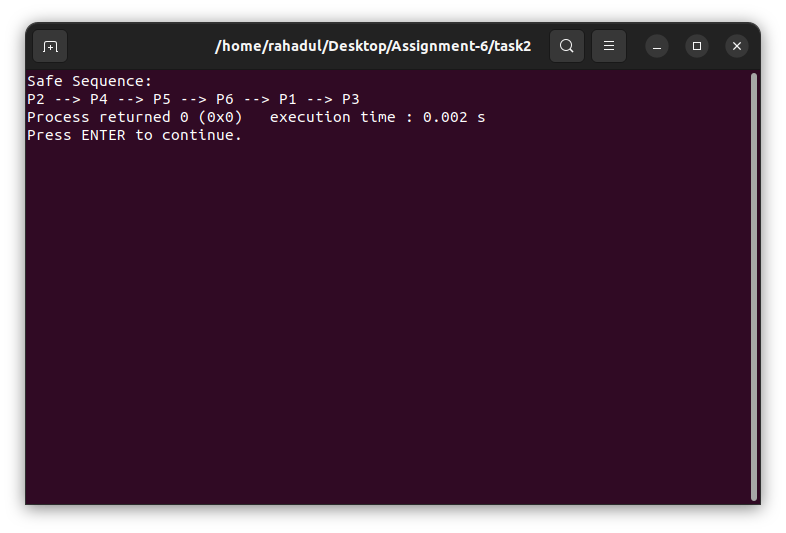 /home/rahadul/Desktop/Assignment-6/task2
Safe Sequence:
P2 --> P4 --> P5 --> P6 --> P1 --> P3
Process returned 0 (0x0)   execution time : 0.002 s
Press ENTER to continue.